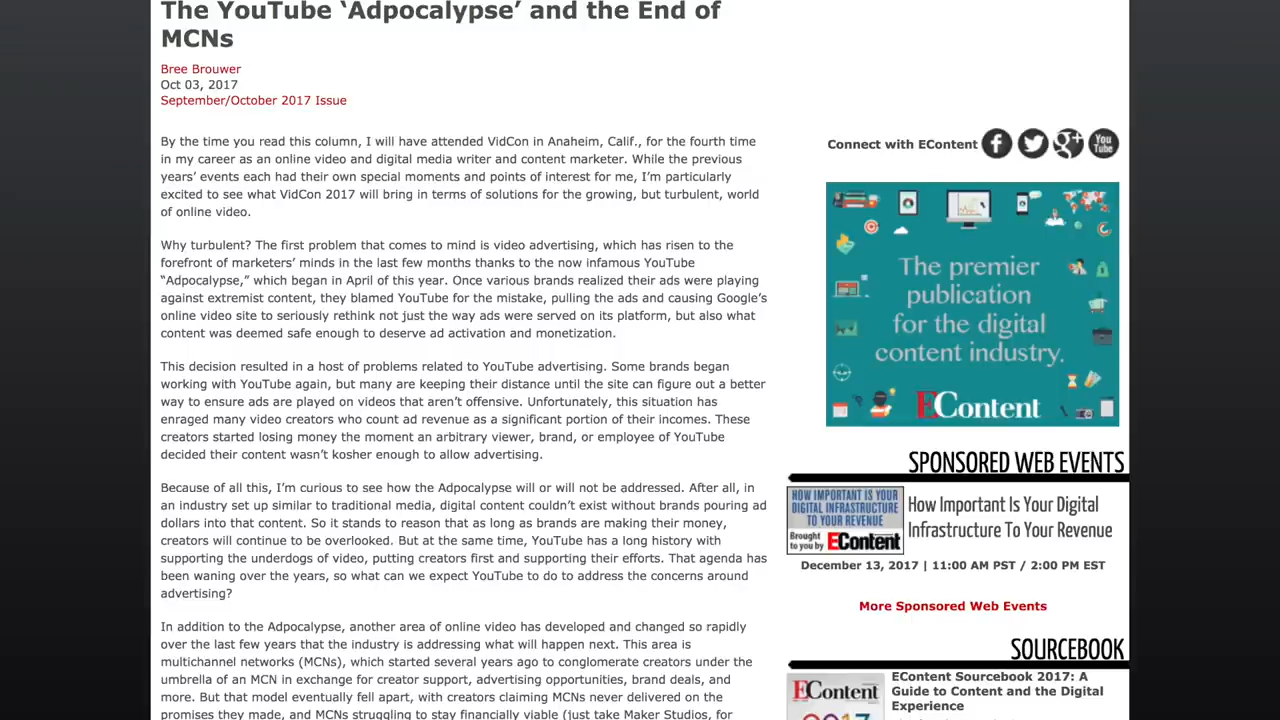 The YouTube ‘Adpocalypse’ and the End of
MCNs
Bree Brouwer
Oct 03, 2017
September/October 2017 Issue
By the time you read this column, I will have attended VidCon in Anaheim, Calif., for the fourth time
in my career as an online video and digital media writer and content marketer. While the previous
years’ events each had their own special moments and points of interest for me, I’m particularly
excited to see what VidCon 2017 will bring in terms of solutions for the growing, but turbulent, world
of online video.
Why turbulent? The first problem that comes to mind is video advertising, which has risen to the
forefront of marketers’ minds in the last few months thanks to the now infamous YouTube
“Adpocalypse,” which began in April of this year. Once various brands realized their ads were playing
against extremist content, they blamed YouTube for the mistake, pulling the ads and causing Google’s
online video site to seriously rethink not just the way ads were served on its platform, but also what
content was deemed safe enough to deserve ad activation and monetization.
This decision resulted in a host of problems related to YouTube advertising. Some brands began
working with YouTube again, but many are keeping their distance until the site can figure out a better
way to ensure ads are played on videos that aren’t offensive. Unfortunately, this situation has
enraged many video creators who count ad revenue as a significant portion of their incomes. These
creators started losing money the moment an arbitrary viewer, brand, or employee of YouTube
decided their content wasn’t kosher enough to allow advertising.
Because of all this, I’m curious to see how the Adpocalypse will or will not be addressed. After all, in
an industry set up similar to traditional media, digital content couldn’t exist without brands pouring ad
dollars into that content. So it stands to reason that as long as brands are making their money,
creators will continue to be overlooked. But at the same time, YouTube has a long history with
supporting the underdogs of video, putting creators first and supporting their efforts. That agenda has
been waning over the years, so what can we expect YouTube to do to address the concerns around
advertising?
In addition to the Adpocalypse, another area of online video has developed and changed so rapidly
over the last few years that the industry is addressing what will happen next. This area is
multichannel networks (MCNs), which started several years ago to conglomerate creators under the
umbrella of an MCN in exchange for creator support, advertising opportunities, brand deals, and
more. But that model eventually fell apart, with creators claiming MCNs never delivered on the
promises they made, and MCNs struggling to stay financially viable (just take Maker Studios, for
Connect with EContent
You
Tube
The premier
publication
for the digital
content industry.
EContent
SPONSORED WEB EVENTS
HOW IMPORTANT IS YOUR
DIGITAL INFRASTRUCTURE
TO YOUR REVENUE
Brought
to you by EContent
How Important Is Your Digital
Infrastructure To Your Revenue
December 13, 2017 | 11:00 AM PST / 2:00 PM EST
More Sponsored Web Events
SOURCEBOOK
EContent
2017
EContent Sourcebook 2017: A
Guide to Content and the Digital
Experience